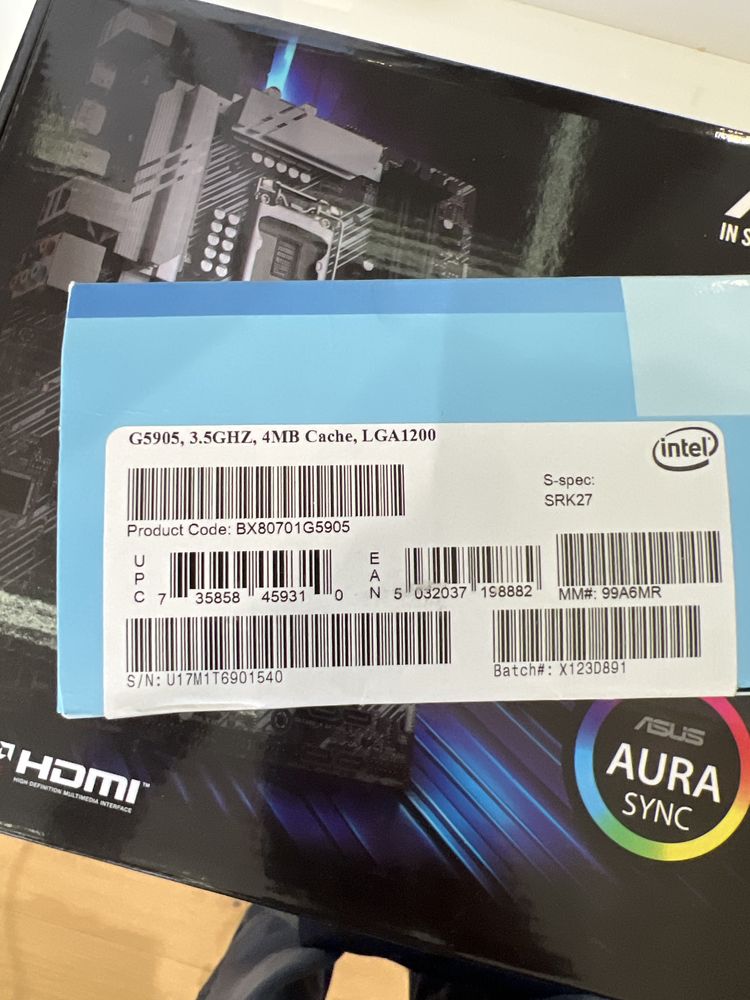 IN S
G5905, 3.5GHZ, 4MB Cache, LGA1200
intel
S-spec:
SRK27
Product Code: BX80701G5905
UPC 7 35858 45931 0
EAN 5 032037 198882
MM#: 99A6MR
S/N: U17M1T6901540
Batch#: X123D891
HDMI™
HIGH DEFINITION MULTIMEDIA INTERFACE
ASUS
AURA
SYNC